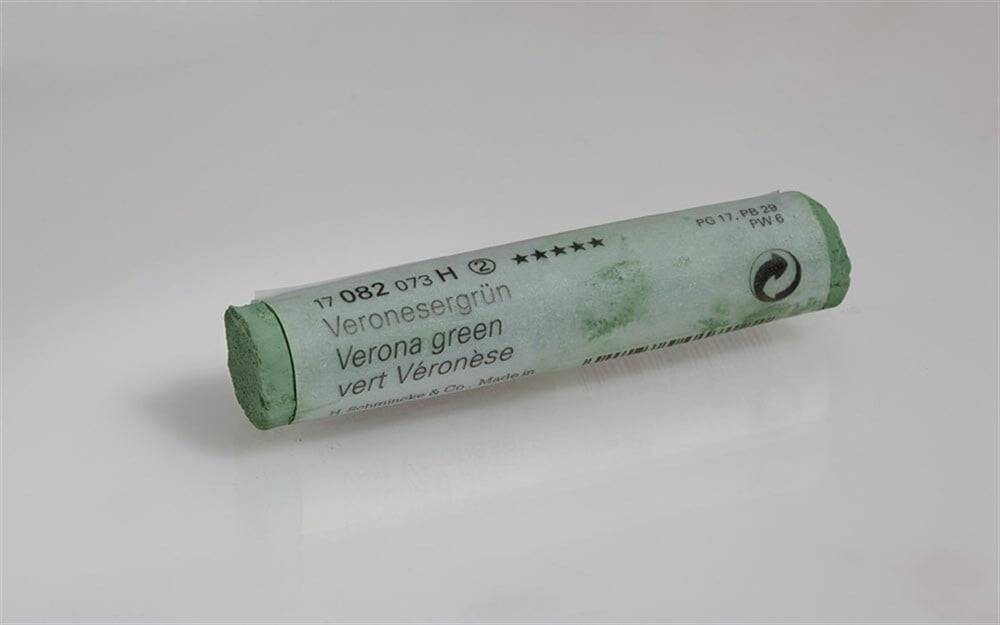 17 082 073 H ② ★★★★★
Veronesergrün
Verona green
vert Véronèse
H. Schmincke & Co., Made in
PG 17, PB 29
PW 6